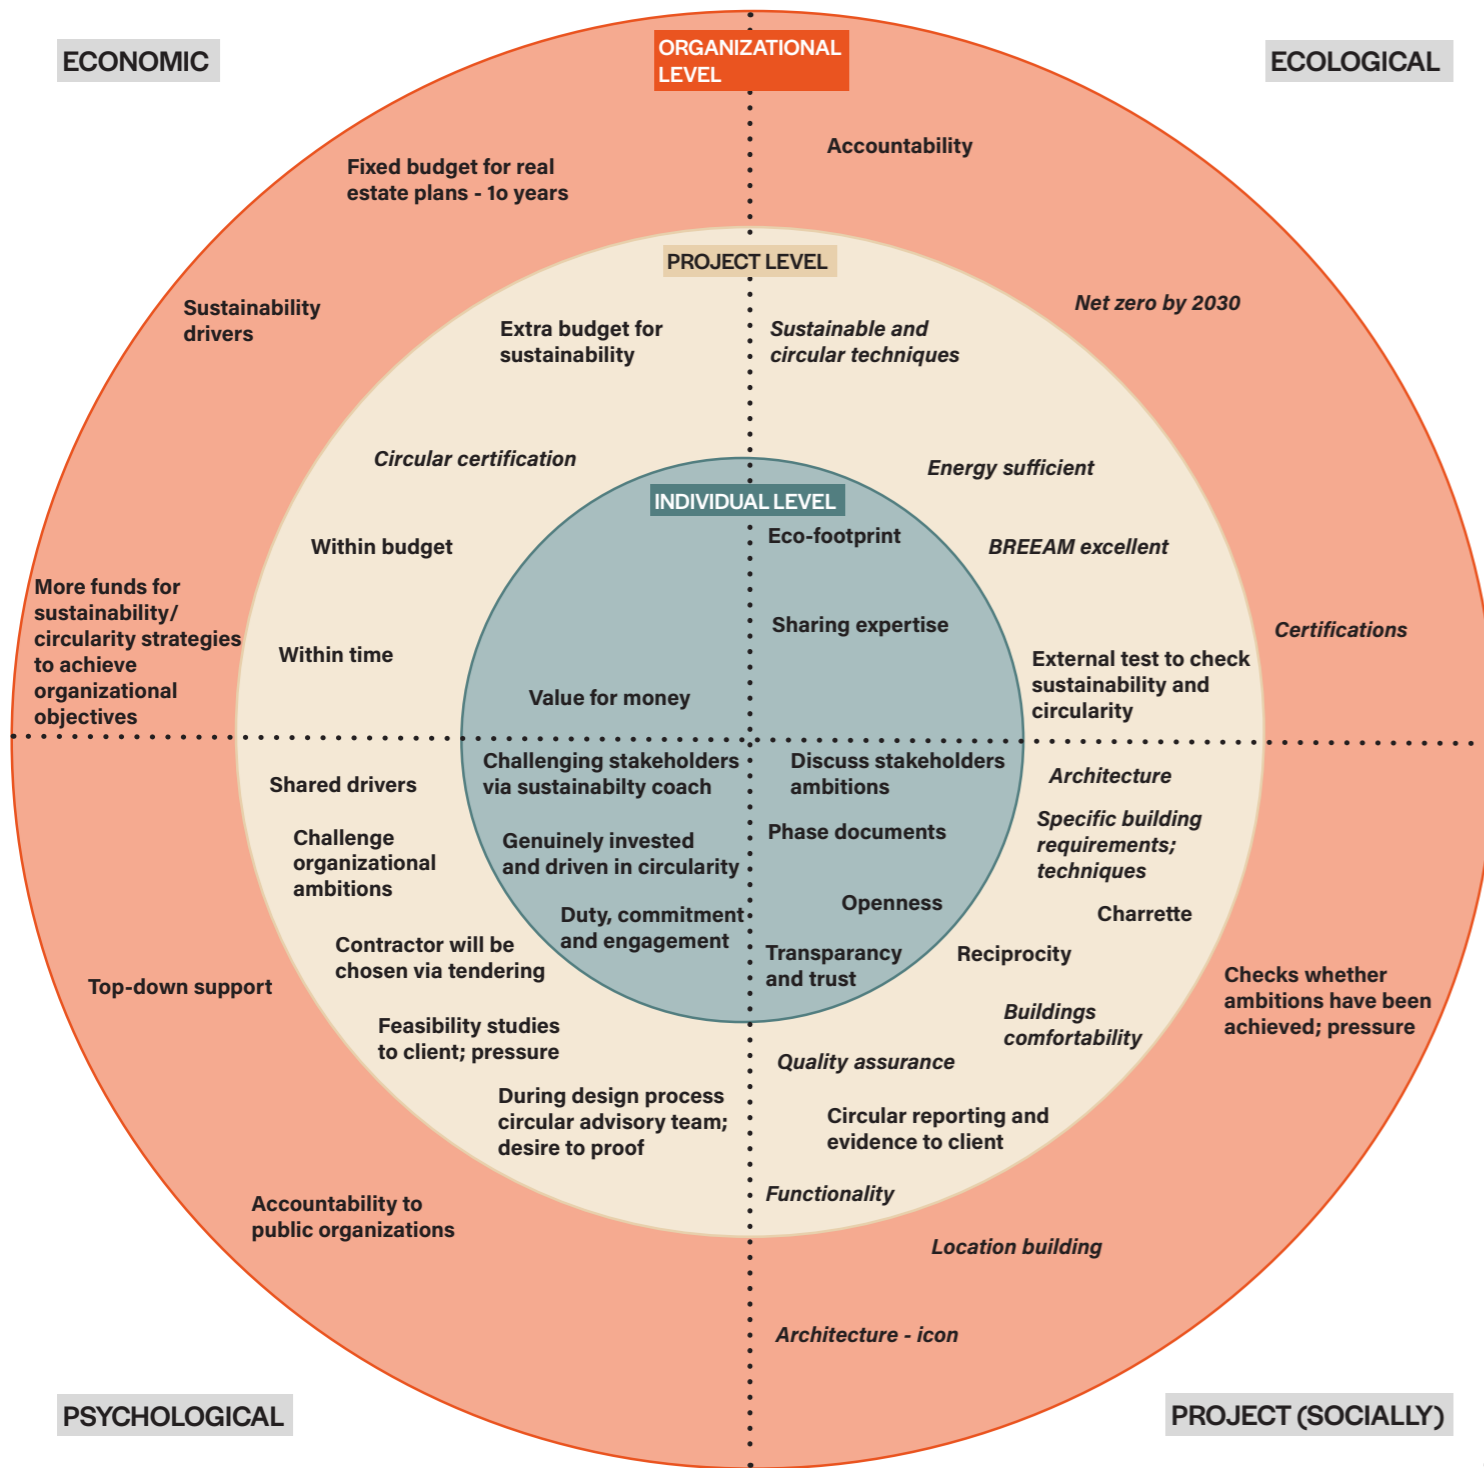 ECONOMIC
ORGANIZATIONAL
LEVEL
ECOLOGICAL
Fixed budget for real
estate plans - 1o years
Accountability
Sustainability
drivers
Net zero by 2030
More funds for
sustainability/
circularity strategies
to achieve
organizational
objectives
Certifications
PROJECT LEVEL
Extra budget for
sustainability
Sustainable and
circular techniques
Circular certification
Energy sufficient
Within budget
BREEAM excellent
Within time
External test to check
sustainability and
circularity
INDIVIDUAL LEVEL
Eco-footprint
Sharing expertise
Value for money
Challenging stakeholders
via sustainabilty coach
Discuss stakeholders
ambitions
Genuinely invested
and driven in circularity
Phase documents
Duty, commitment
and engagement
Openness
Transparancy
and trust
Shared drivers
Challenge
organizational
ambitions
Contractor will be
chosen via tendering
Feasibility studies
to client; pressure
During design process
circular advisory team;
desire to proof
Architecture
Specific building
requirements;
techniques
Charrette
Reciprocity
Buildings
comfortability
Quality assurance
Circular reporting and
evidence to client
Functionality
Top-down support
Accountability to
public organizations
Checks whether
ambitions have been
achieved; pressure
Location building
Architecture - icon
PSYCHOLOGICAL
PROJECT (SOCIALLY)